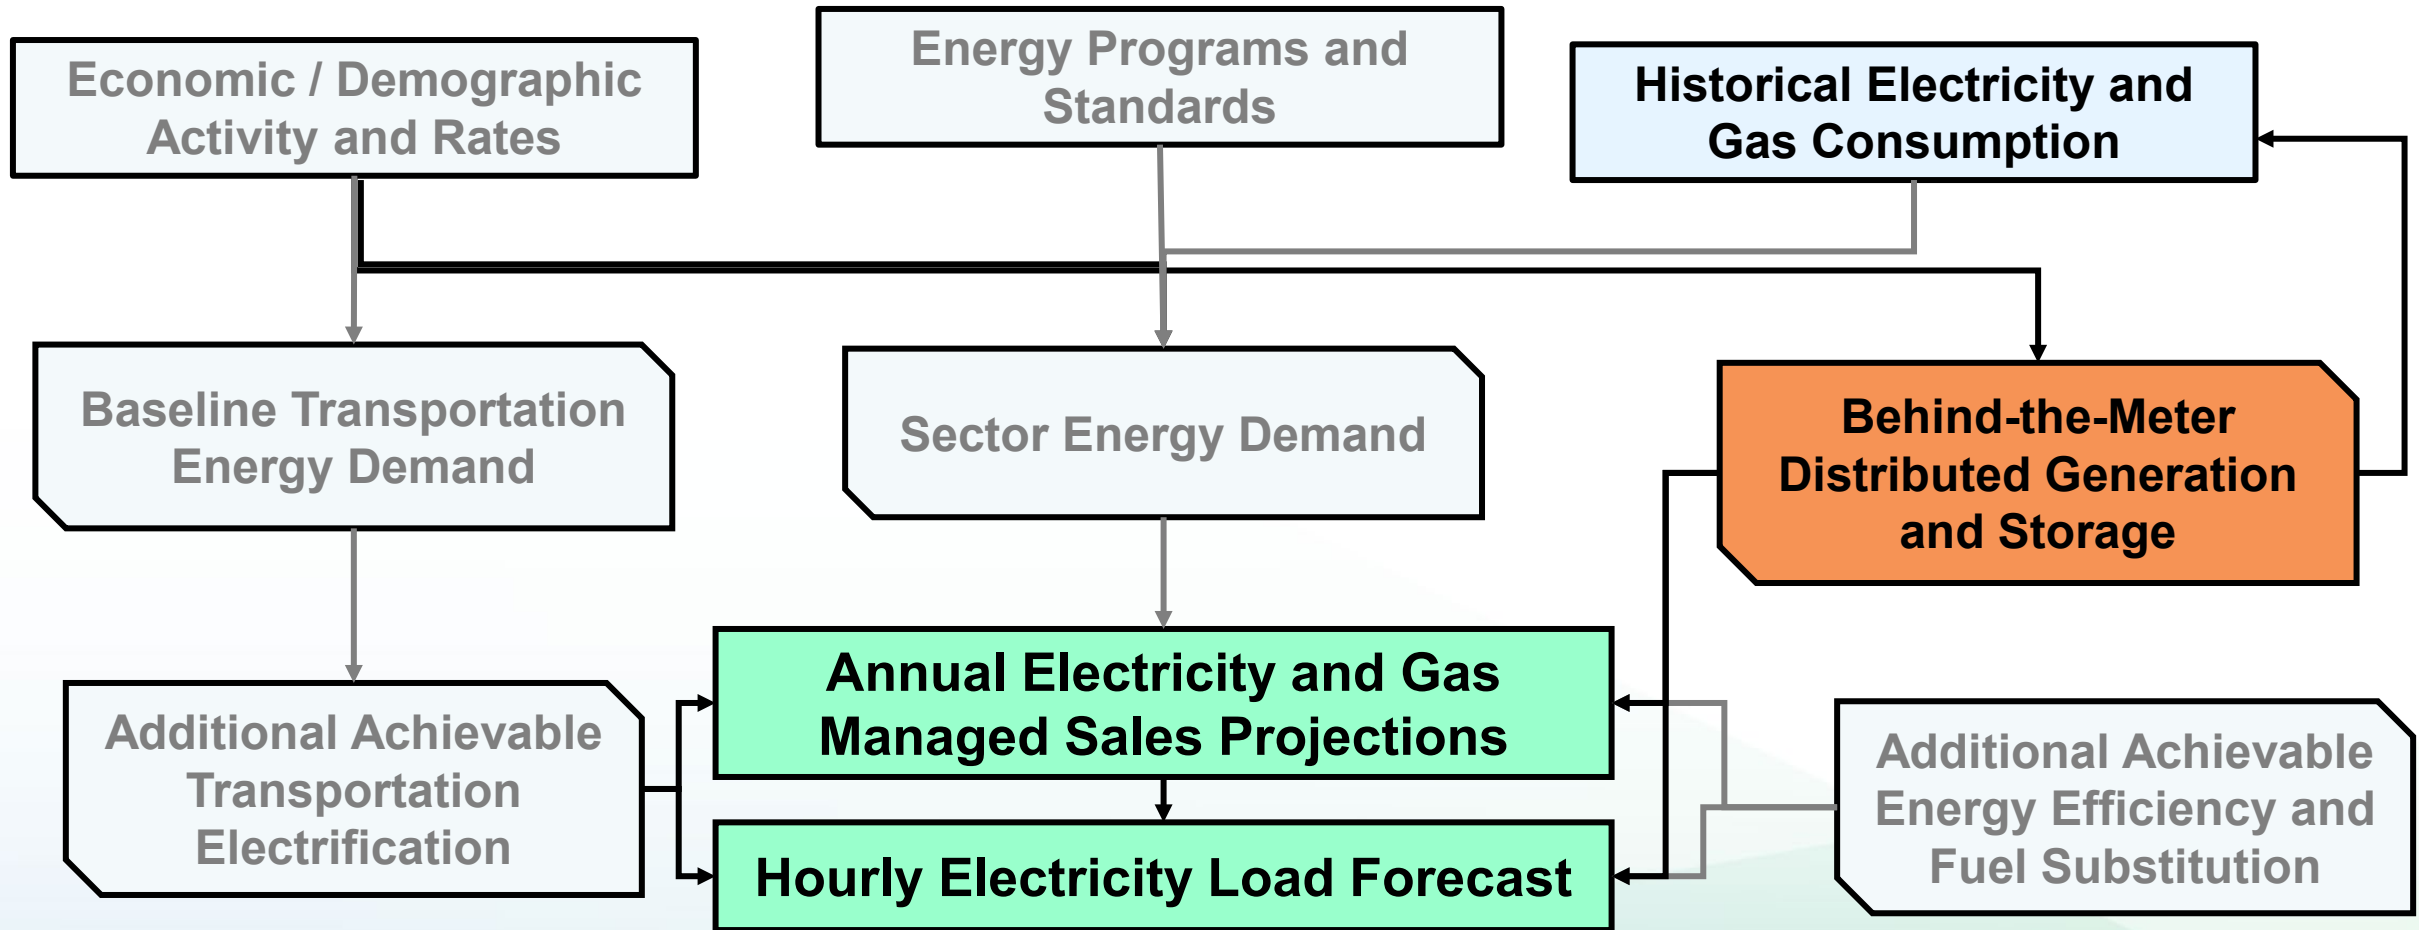 Economic / Demographic
Activity and Rates
Energy Programs and
Standards
Historical Electricity and
Gas Consumption
Baseline Transportation
Energy Demand
Sector Energy Demand
Behind-the-Meter
Distributed Generation
and Storage
Additional Achievable
Transportation
Electrification
Annual Electricity and Gas
Managed Sales Projections
Hourly Electricity Load Forecast
Additional Achievable
Energy Efficiency and
Fuel Substitution